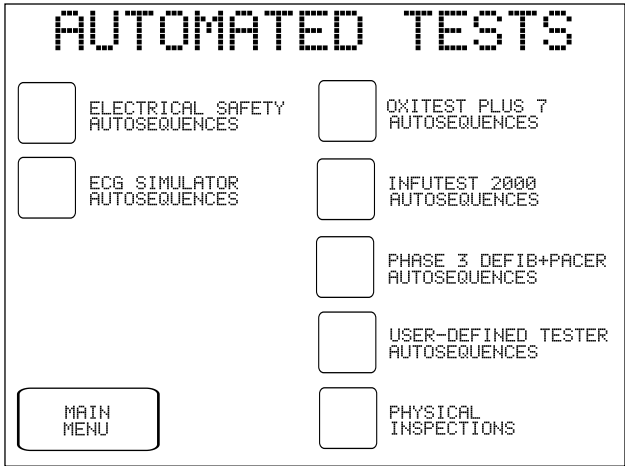 AUTOMATED TESTS
ELECTRICAL SAFETY
AUTOSEQUENCES
ECG SIMULATOR
AUTOSEQUENCES
OXITEST PLUS 7
AUTOSEQUENCES
INFUTEST 2000
AUTOSEQUENCES
PHASE 3 DEFIB+PACER
AUTOSEQUENCES
USER-DEFINED TESTER
AUTOSEQUENCES
PHYSICAL
INSPECTIONS
MAIN
MENU